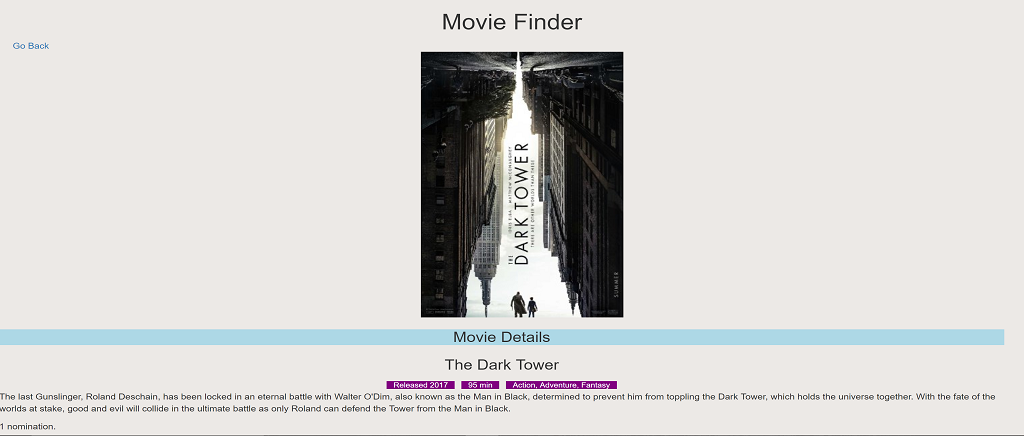 Movie Finder
Go Back
THE
DARK TOWER
IDRIS ELBA MATTHEW McCONAUGHEY
THERE ARE OTHER WORLDS THAN THESE
SUMMER
Movie Details
The Dark Tower
Released 2017 95 min Action, Adventure, Fantasy
The last Gunslinger, Roland Deschain, has been locked in an eternal battle with Walter O'Dim, also known as the Man in Black, determined to prevent him from toppling the Dark Tower, which holds the universe together. With the fate of the
worlds at stake, good and evil will collide in the ultimate battle as only Roland can defend the Tower from the Man in Black.
1 nomination.